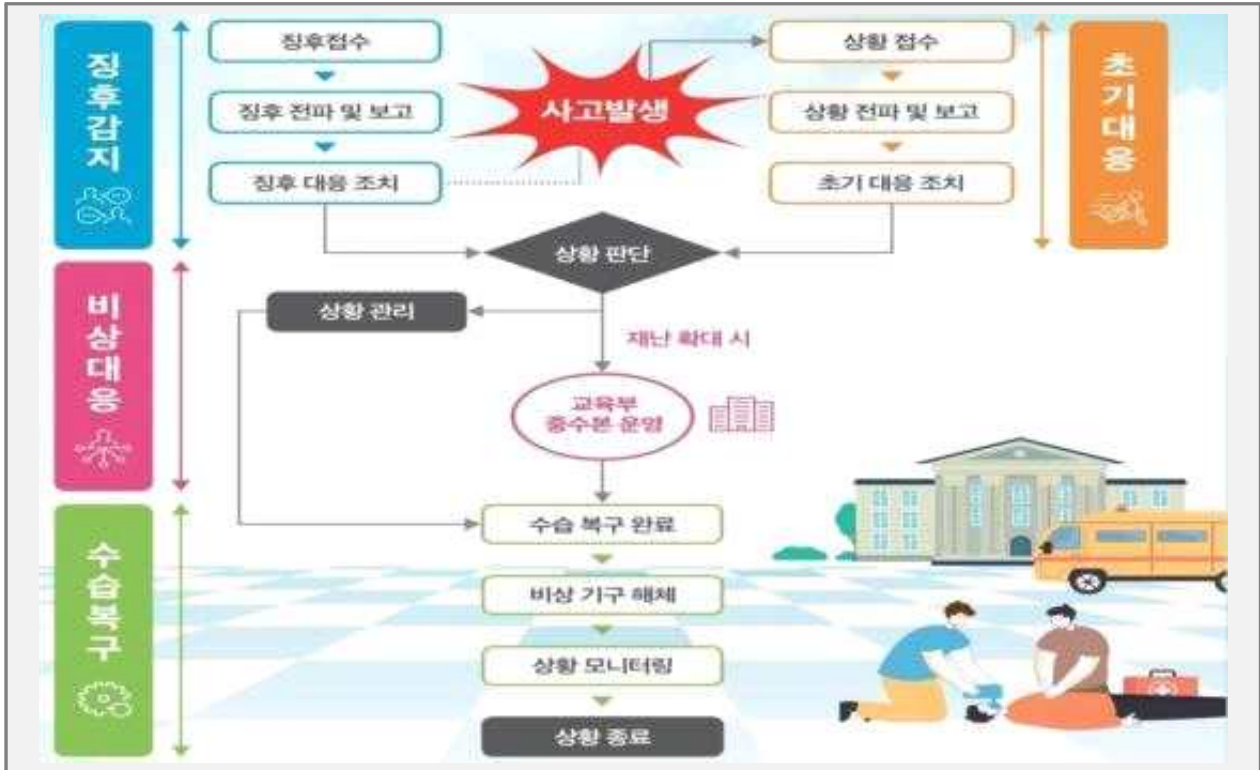 징후감지
징후접수
징후 전파 및 보고
징후 대응 조치
사고발생
상황 접수
상황 전파 및 보고
초기 대응 조치
초기대응
상황 판단
비상대응
상황 관리
재난 확대 시
교육부
중수본 운영
수습복구
수습 복구 완료
비상 기구 해체
상황 모니터링
상황 종료